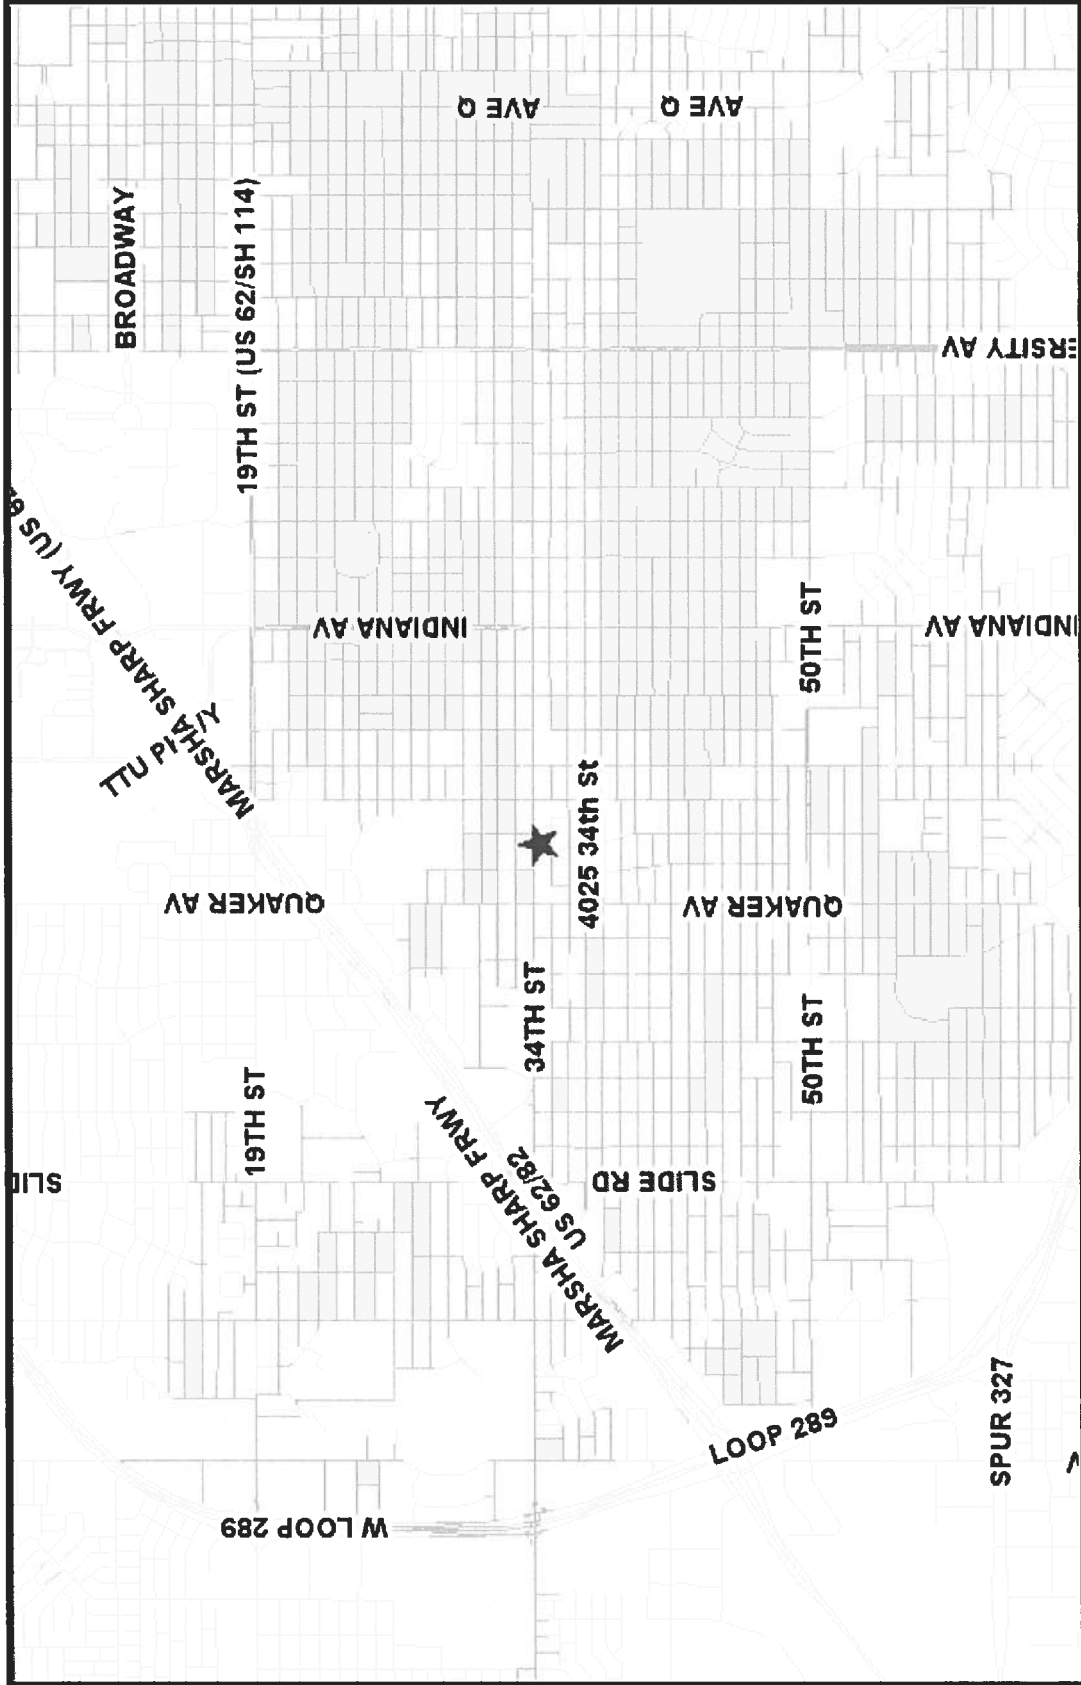 AVE Q
AVE Q
BROADWAY
19TH ST (US 62/SH 114)
ERSITY AV
MARSHA SHARP FRWY (US 62
INDIANA AV
50TH ST
INDIANA AV
TTU
4025 34th St
QUAKER AV
QUAKER AV
34TH ST
50TH ST
19TH ST
MARSHA SHARP FRWY
US 62/82
SLID
SLIDE RD
LOOP 289
SPUR 327
W LOOP 289